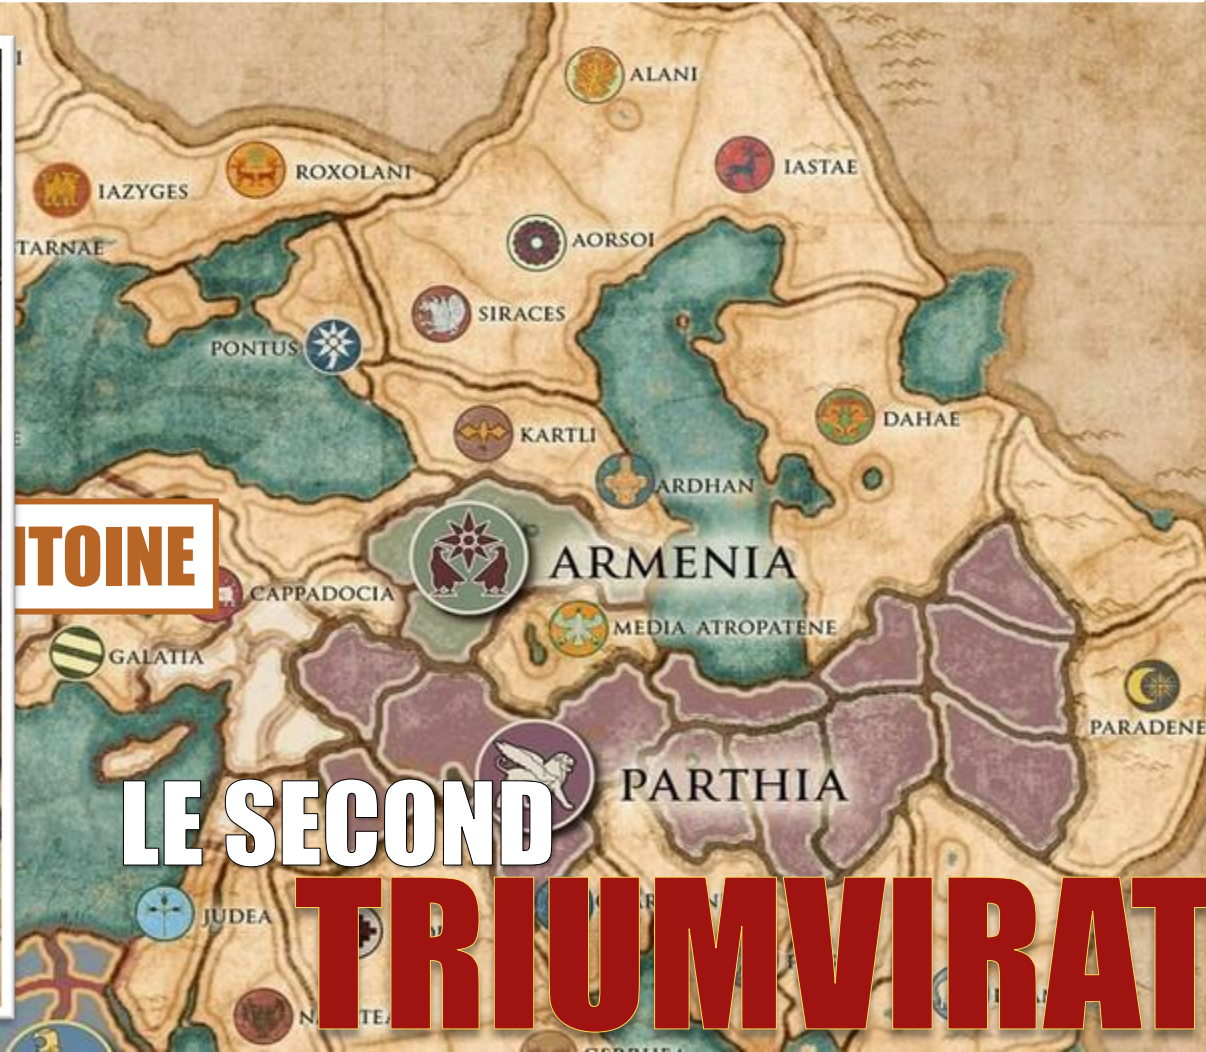 ALANI
IASTAE
ROXOLANI
IAZYGES
TARNAE
AORSOI
SIRACES
PONTUS
DAHAE
KARTLI
ARDHAN
ITOINE
ARMENIA
CAPPADOCIA
MEDIA ATROPATENE
GALATIA
PARADENE
PARTHIA
LE SECOND
TRIUMVIRAT
JUDEA